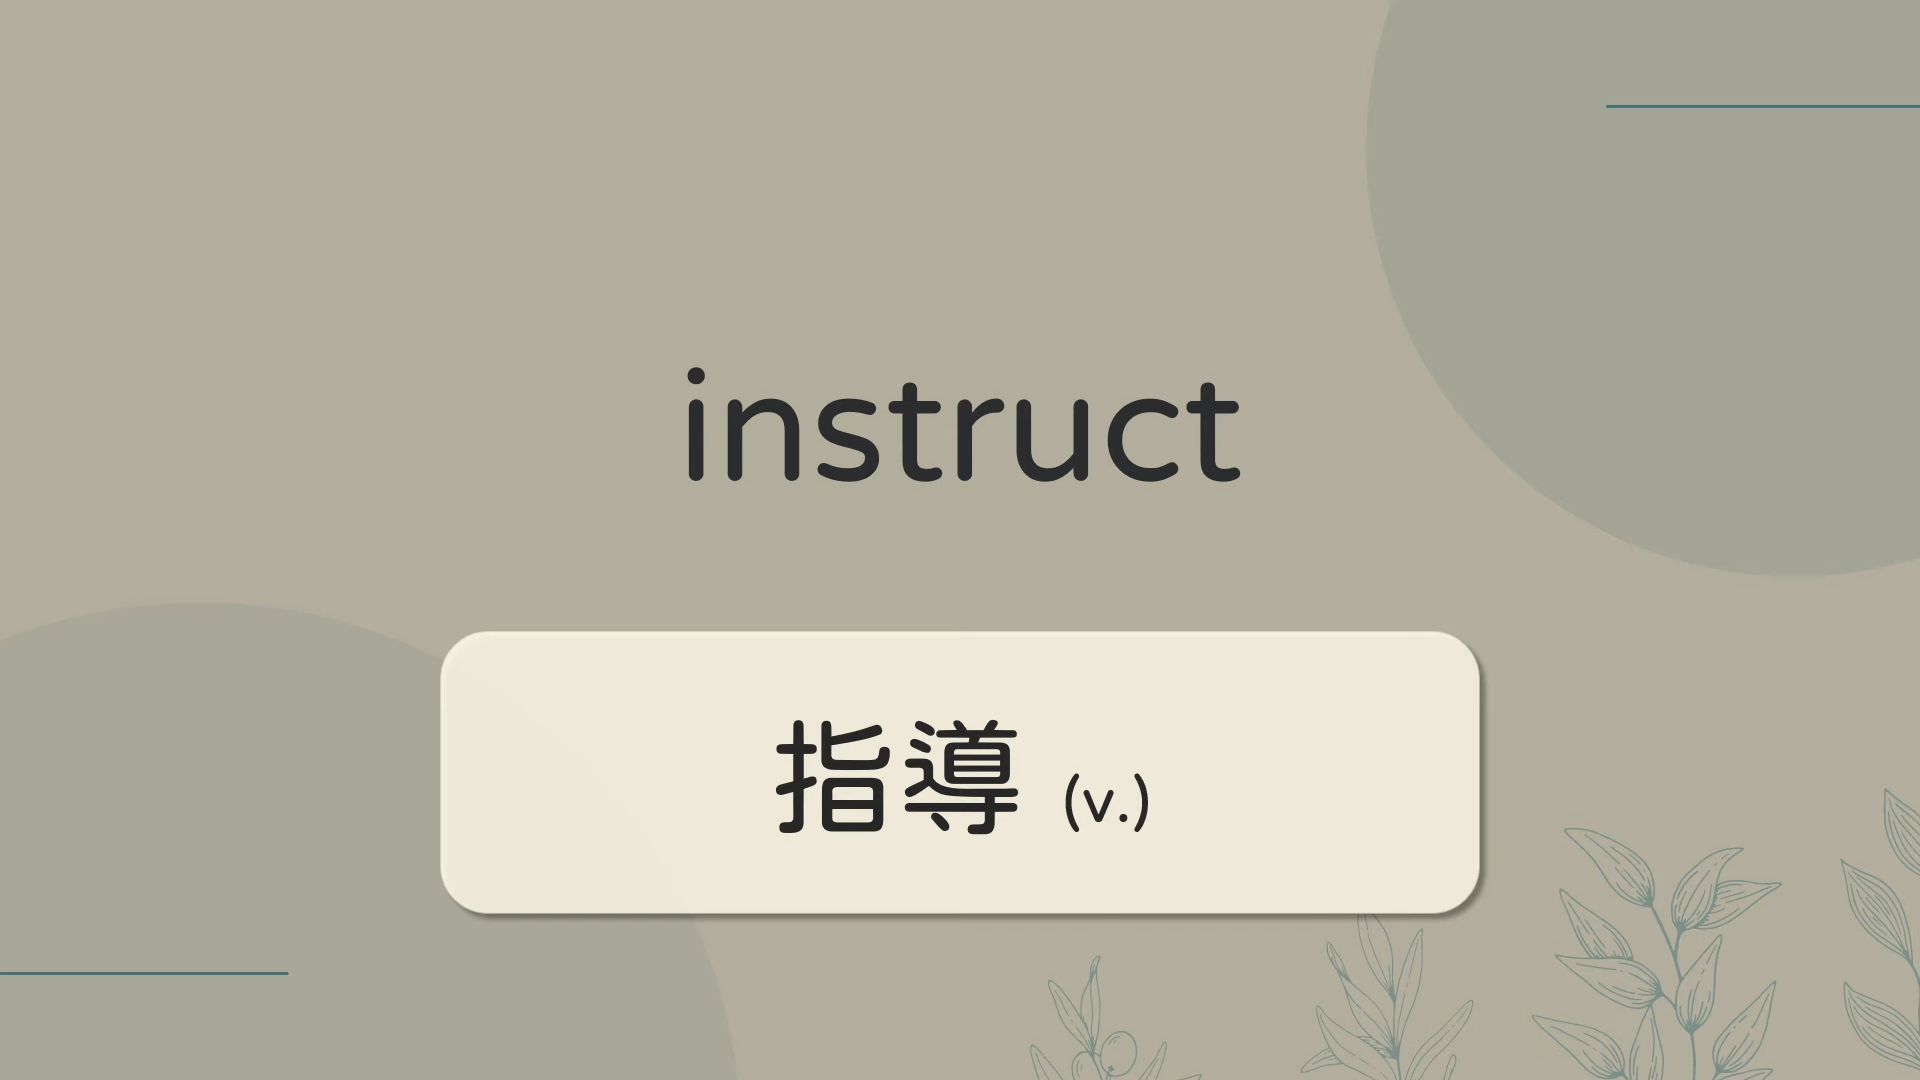 instruct
指導 (v.)